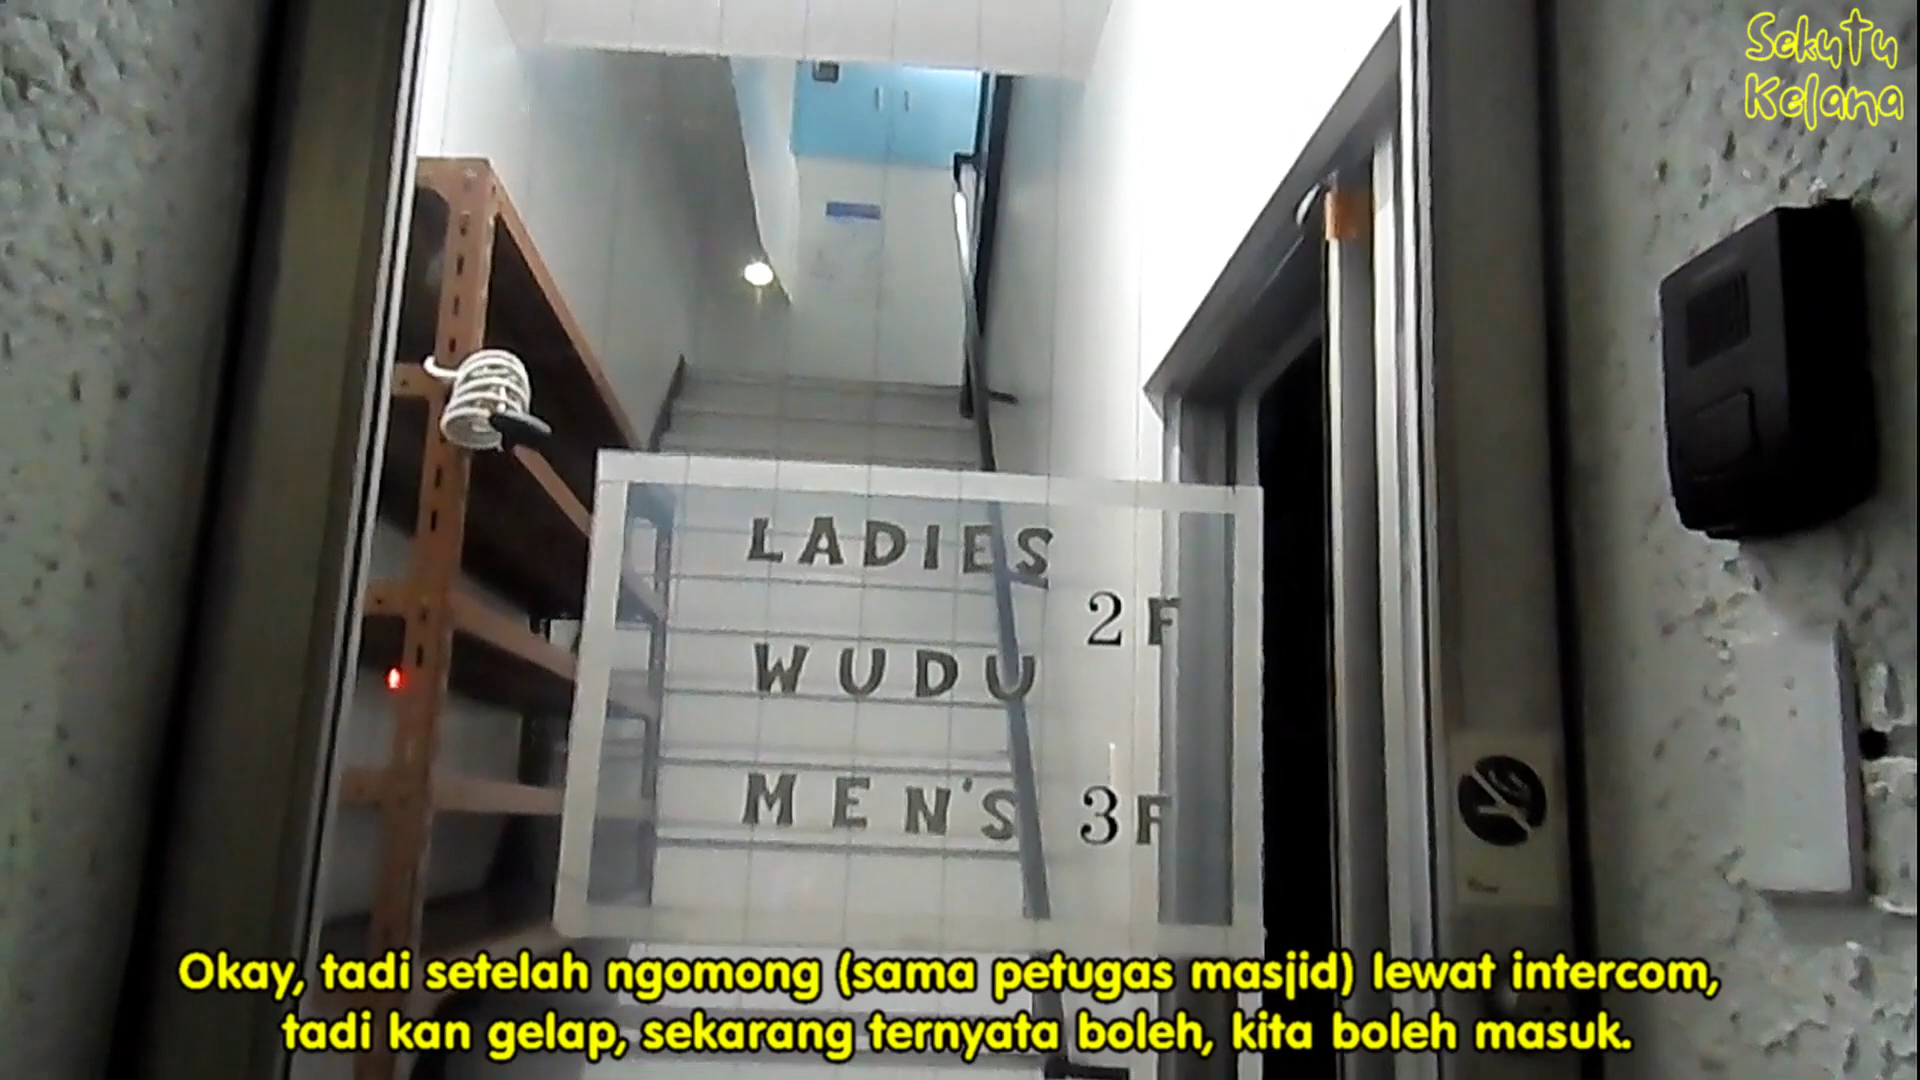 Sekutu
Kelana
LADIES
2F
WUDU
MEN'S 3F
Okay, tadi setelah ngomong (sama petugas masjid) lewat intercom,
tadi kan gelap, sekarang ternyata boleh, kita boleh masuk.